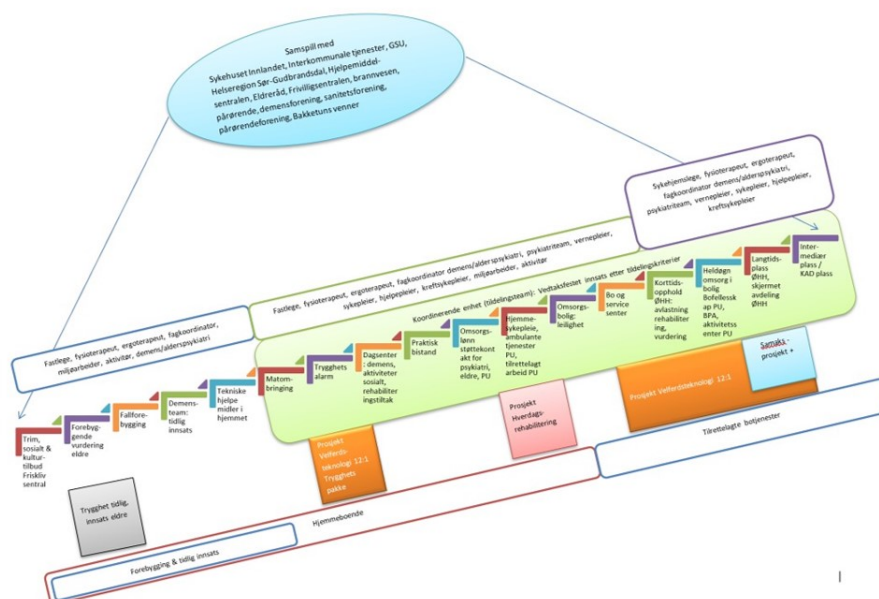 Samspill med
Sykehuset Innlandet, Interkommunale tjenester, GSU,
Helseregion Sør-Gudbrandsdal, Hjelpemiddel-
sentralen, Eldreråd, Frivilligsentralen, brannvesen,
pårørende, demensforening, sanitetsforening,
pårørendeforening, Bakketuns venner
Sykehjemslege, fysioterapeut, ergoterapeut,
fagkoordinator demens/alderspsykiatri,
psykiatriteam, vernepleier, sykepleier, hjelpepleier,
kreftsykepleier
Fastlege, fysioterapeut, ergoterapeut, fagkoordinator demens/alderspsykiatri, psykiatriteam, vernepleier,
sykepleier, hjelpepleier, kreftsykepleier, miljøarbeider, aktivitør
Koordinerende enhet (tildelingsteam): Vedtaksfestet innsats etter tildelingskriterier
Fastlege, fysioterapeut, ergoterapeut, fagkoordinator,
miljøarbeider, aktivitør, demens/alderspsykiatri
Trim,
sosialt &
kultur-
tilbud
Friskliv
sentral
Forebyg-
gende
vurdering
eldre
Fallfore-
bygging
Demens-
team:
tidlig
innsats
Tekniske
hjelpe
midler i
hjemmet
Matom-
bringing
Trygghets
alarm
Dagsenter
: demens,
aktiviteter
sosialt,
rehabiliter
ingstiltak
Praktisk
bistand
Omsorgs-
lønn
støttekont
akt for
psykiatri,
eldre, PU
Hjemme-
sykepleie,
ambulante
tjenester
PU,
tilrettelagt
arbeid PU
Omsorgs-
bolig:
leilighet
Bo og
service
senter
Korttids-
opphold
ØHH:
avlastning
rehabiliter
ing,
vurdering
Heldøgn
omsorg i
bolig
Bofellessk
ap PU,
BPA,
aktivitetss
enter PU
Langtids-
plass
ØHH,
skjermet
avdeling
ØHH
Inter-
mediær
plass /
KAD plass
Trygghet tidlig,
innsats eldre
Prosjekt
Velferds-
teknologi 12:1
Trygghets
pakke
Prosjekt
Hverdags-
rehabilitering
Prosjekt Velferdsteknologi 12:1
Samaks-
prosjekt +
Tilrettelagte botjenester
Hjemmeboende
Forebygging & tidlig innsats